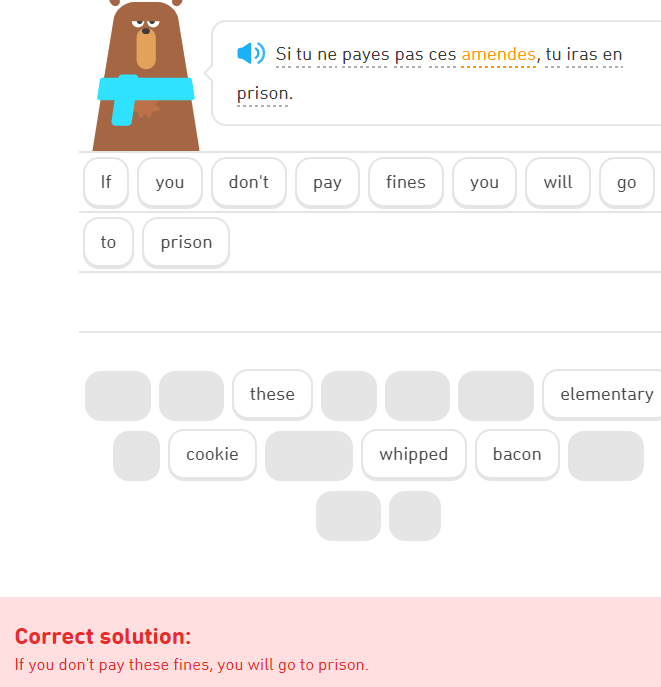 Si tu ne payes pas ces amendes, tu iras en
prison.
If you don't pay fines you will go
to prison
these elementary
cookie whipped bacon
Correct solution:
If you don't pay these fines, you will go to prison.